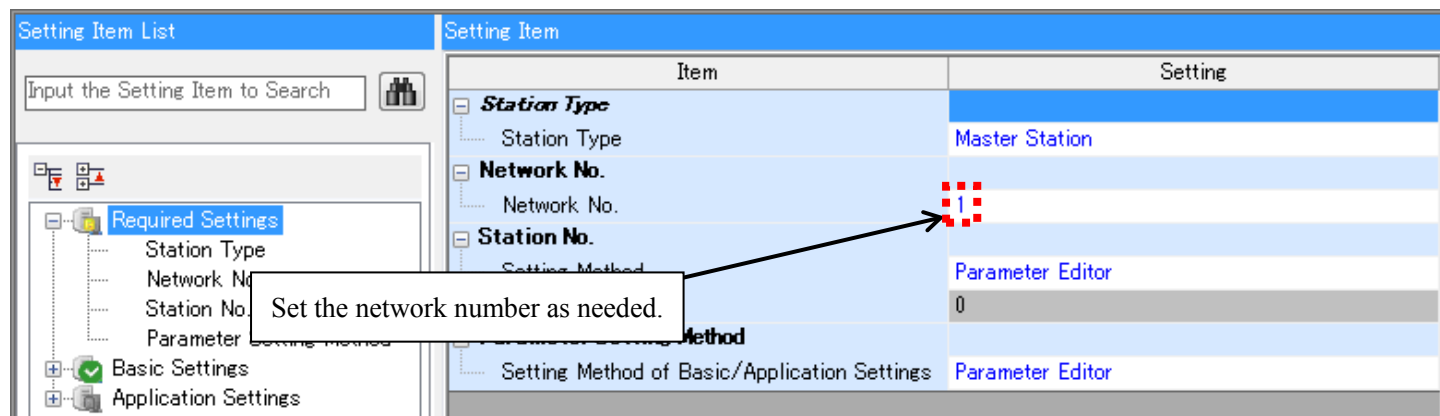 Setting Item List
Input the Setting Item to Search
Required Settings
Station Type
Network No
Station No.
Parameter Setting Method
Basic Settings
Application Settings
Setting Item
Item Setting
Station Type
Station Type Master Station
Network No.
Network No. 1
Station No.
Setting Method Parameter Editor
0
Parameter Setting Method
Setting Method of Basic/Application Settings Parameter Editor
Set the network number as needed.